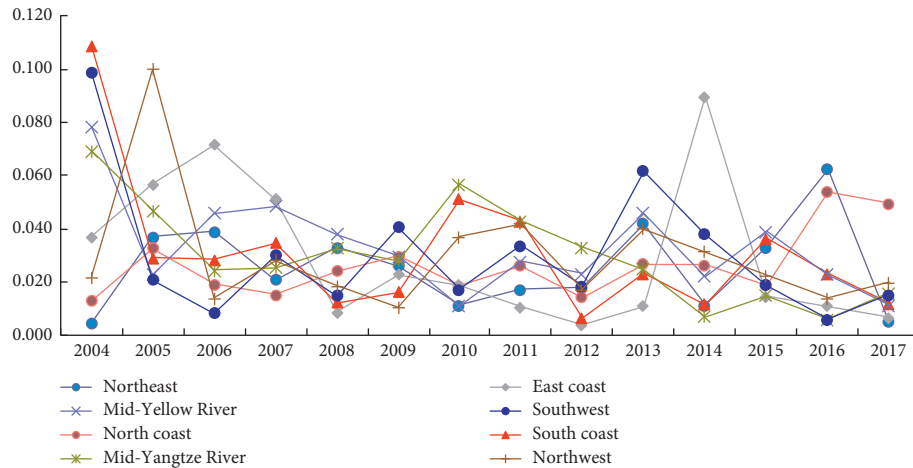 0.120
0.100
0.080
0.060
0.040
0.020
0.000
2004 2005 2006 2007 2008 2009 2010 2011 2012 2013 2014 2015 2016 2017
Northeast
Mid-Yellow River
North coast
Mid-Yangtze River
East coast
Southwest
South coast
Northwest